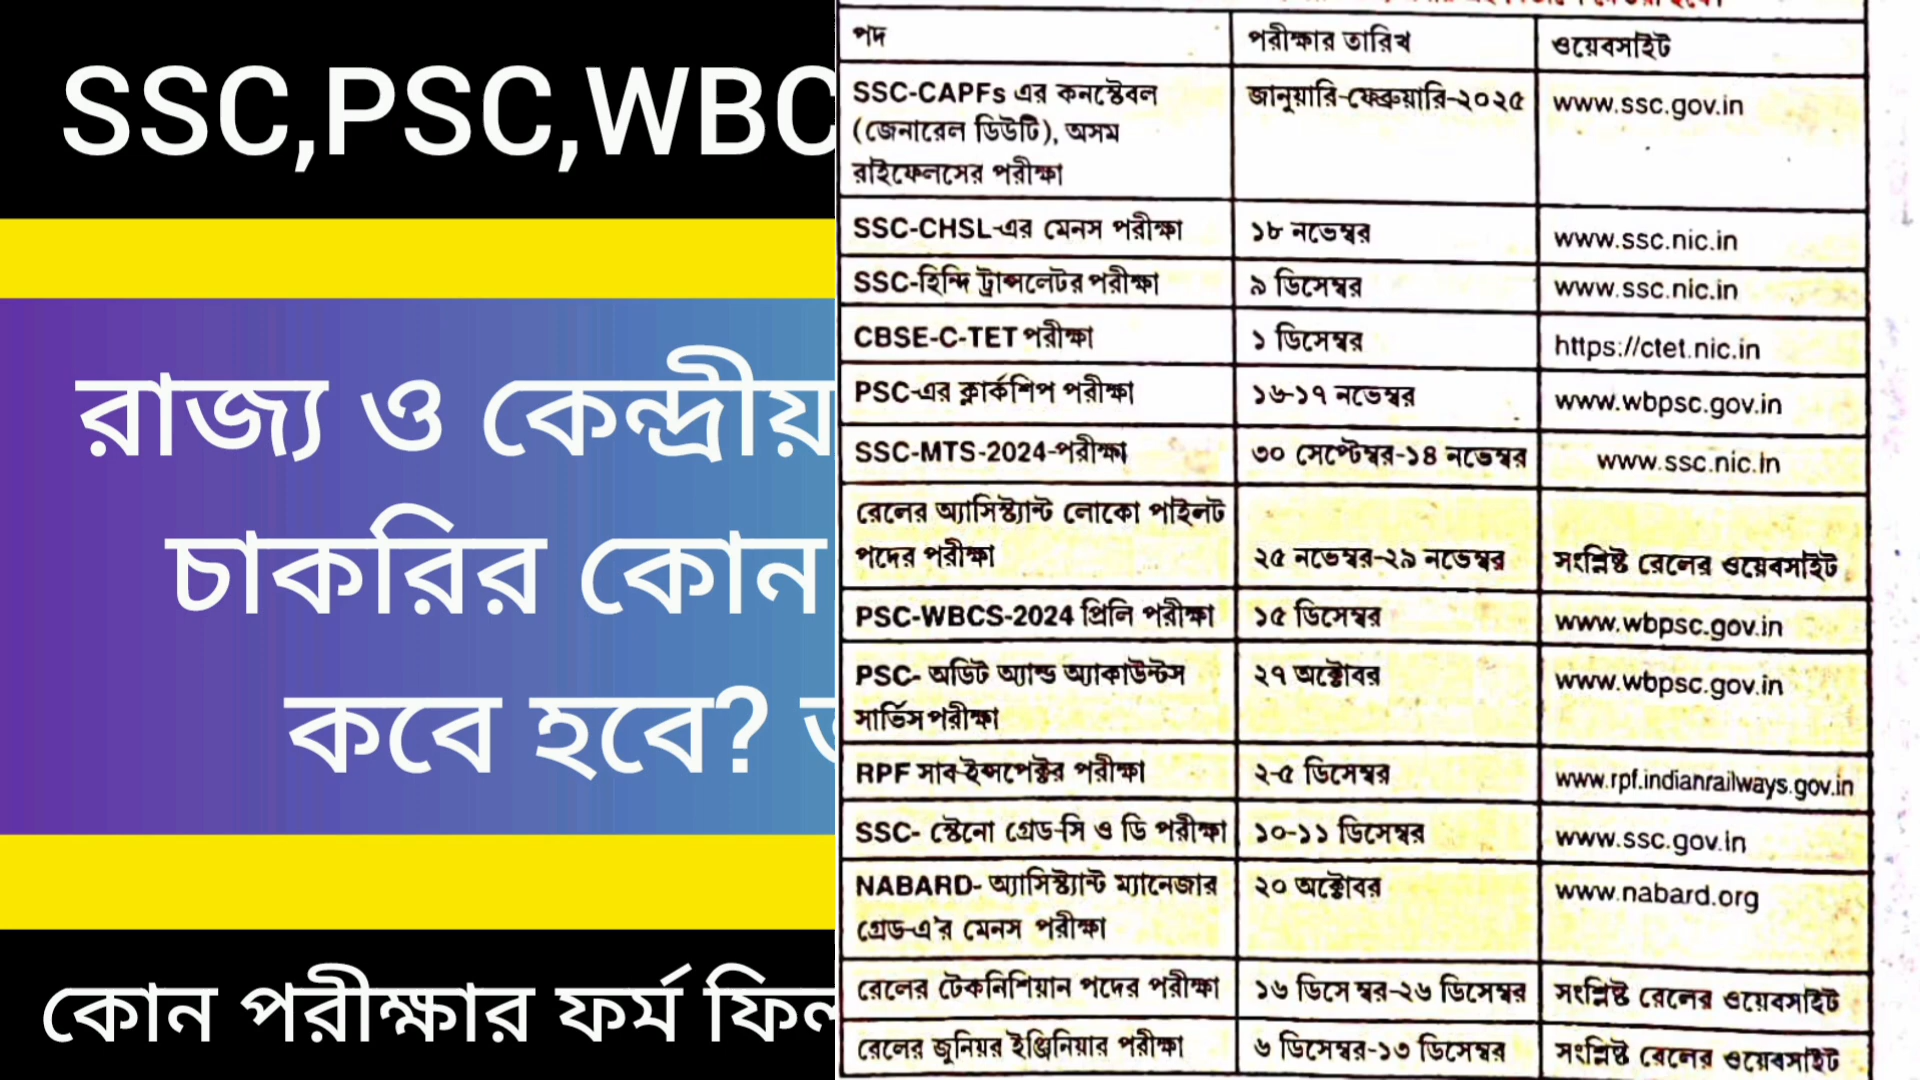 SSC,PSC,WBC
রাজ্য ও কেন্দ্রীয়
চাকরির কোন
কবে হবে?
কোন পরীক্ষার ফর্ম ফিল
পদ পরীক্ষার তারিখ ওয়েবসাইট
SSC-CAPFs এর কনস্টেবল জানুয়ারি-ফেব্রুয়ারি-২০২৫ www.ssc.gov.in
(জেনারেল ডিউটি), অসম
রাইফেলসের পরীক্ষা
SSC-CHSL-এর মেনস পরীক্ষা ১৮ নভেম্বর www.ssc.nic.in
SSC-হিন্দি ট্রান্সলেটর পরীক্ষা ৯ ডিসেম্বর www.ssc.nic.in
CBSE-C-TET পরীক্ষা ১ ডিসেম্বর https://ctet.nic.in
PSC-এর ক্লার্কশিপ পরীক্ষা ১৬-১৭ নভেম্বর www.wbpsc.gov.in
SSC-MTS-2024-পরীক্ষা ৩০ সেপ্টেম্বর-১৪ নভেম্বর www.ssc.nic.in
রেলের অ্যাসিস্ট্যান্ট লোকো পাইলট
পদের পরীক্ষা ২৫ নভেম্বর-২৯ নভেম্বর সংশ্লিষ্ট রেলের ওয়েবসাইট
PSC-WBCS-2024 প্রিলি পরীক্ষা ১৫ ডিসেম্বর www.wbpsc.gov.in
PSC- অডিট অ্যান্ড অ্যাকাউন্টস ২৭ অক্টোবর www.wbpsc.gov.in
সার্ভিস পরীক্ষা
RPF সাব-ইন্সপেক্টর পরীক্ষা ২-৫ ডিসেম্বর www.rpf.indianrailways.gov.in
SSC- স্টেনো গ্রেড-সি ও ডি পরীক্ষা ১০-১১ ডিসেম্বর www.ssc.gov.in
NABARD- অ্যাসিস্ট্যান্ট ম্যানেজার ২০ অক্টোবর www.nabard.org
গ্রেড-এ'র মেনস পরীক্ষা
রেলের টেকনিশিয়ান পদের পরীক্ষা ১৬ ডিসেম্বর-২৬ ডিসেম্বর সংশ্লিষ্ট রেলের ওয়েবসাইট
রেলের জুনিয়র ইঞ্জিনিয়ার পরীক্ষা ৬ ডিসেম্বর-১৩ ডিসেম্বর সংশ্লিষ্ট রেলের ওয়েবসাইট